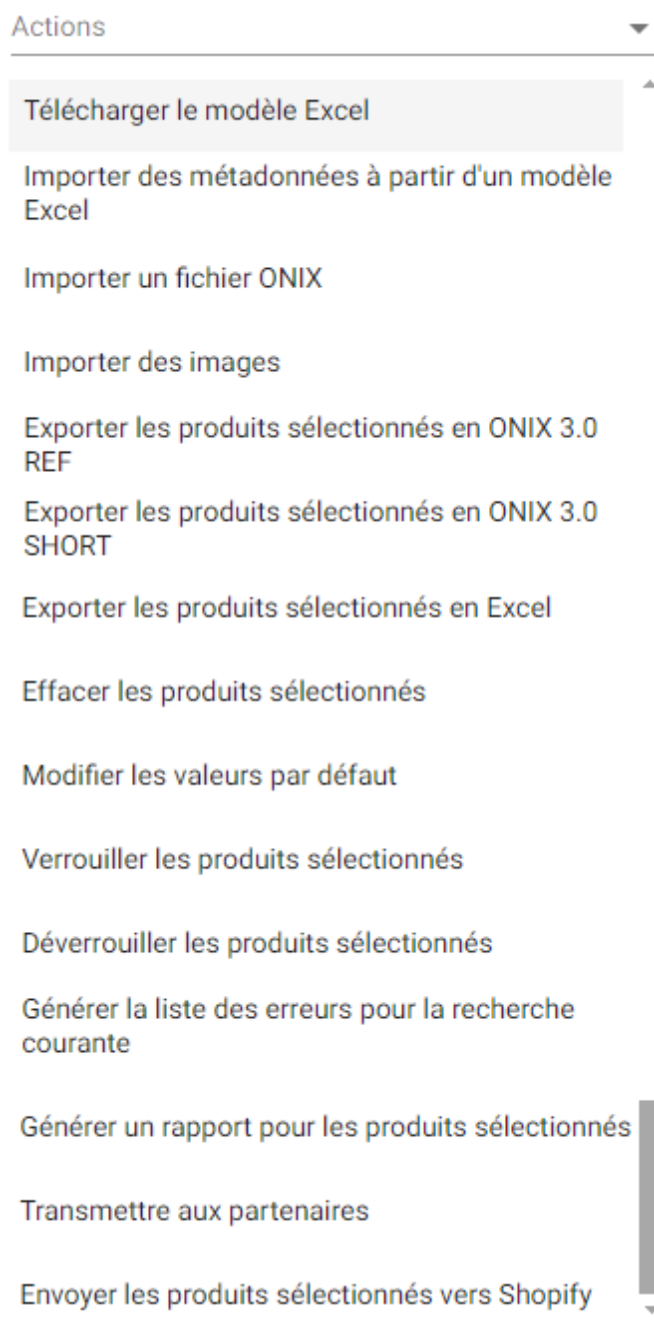 Actions
Télécharger le modèle Excel
Importer des métadonnées à partir d'un modèle
Excel
Importer un fichier ONIX
Importer des images
Exporter les produits sélectionnés en ONIX 3.0
REF
Exporter les produits sélectionnés en ONIX 3.0
SHORT
Exporter les produits sélectionnés en Excel
Effacer les produits sélectionnés
Modifier les valeurs par défaut
Verrouiller les produits sélectionnés
Déverrouiller les produits sélectionnés
Générer la liste des erreurs pour la recherche
courante
Générer un rapport pour les produits sélectionnés
Transmettre aux partenaires
Envoyer les produits sélectionnés vers Shopify